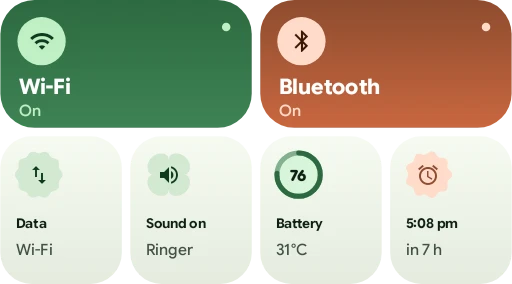 Wi-Fi
On
Bluetooth
On
Data
Wi-Fi
Sound on
Ringer
76
Battery
31°C
5:08 pm
in 7 h